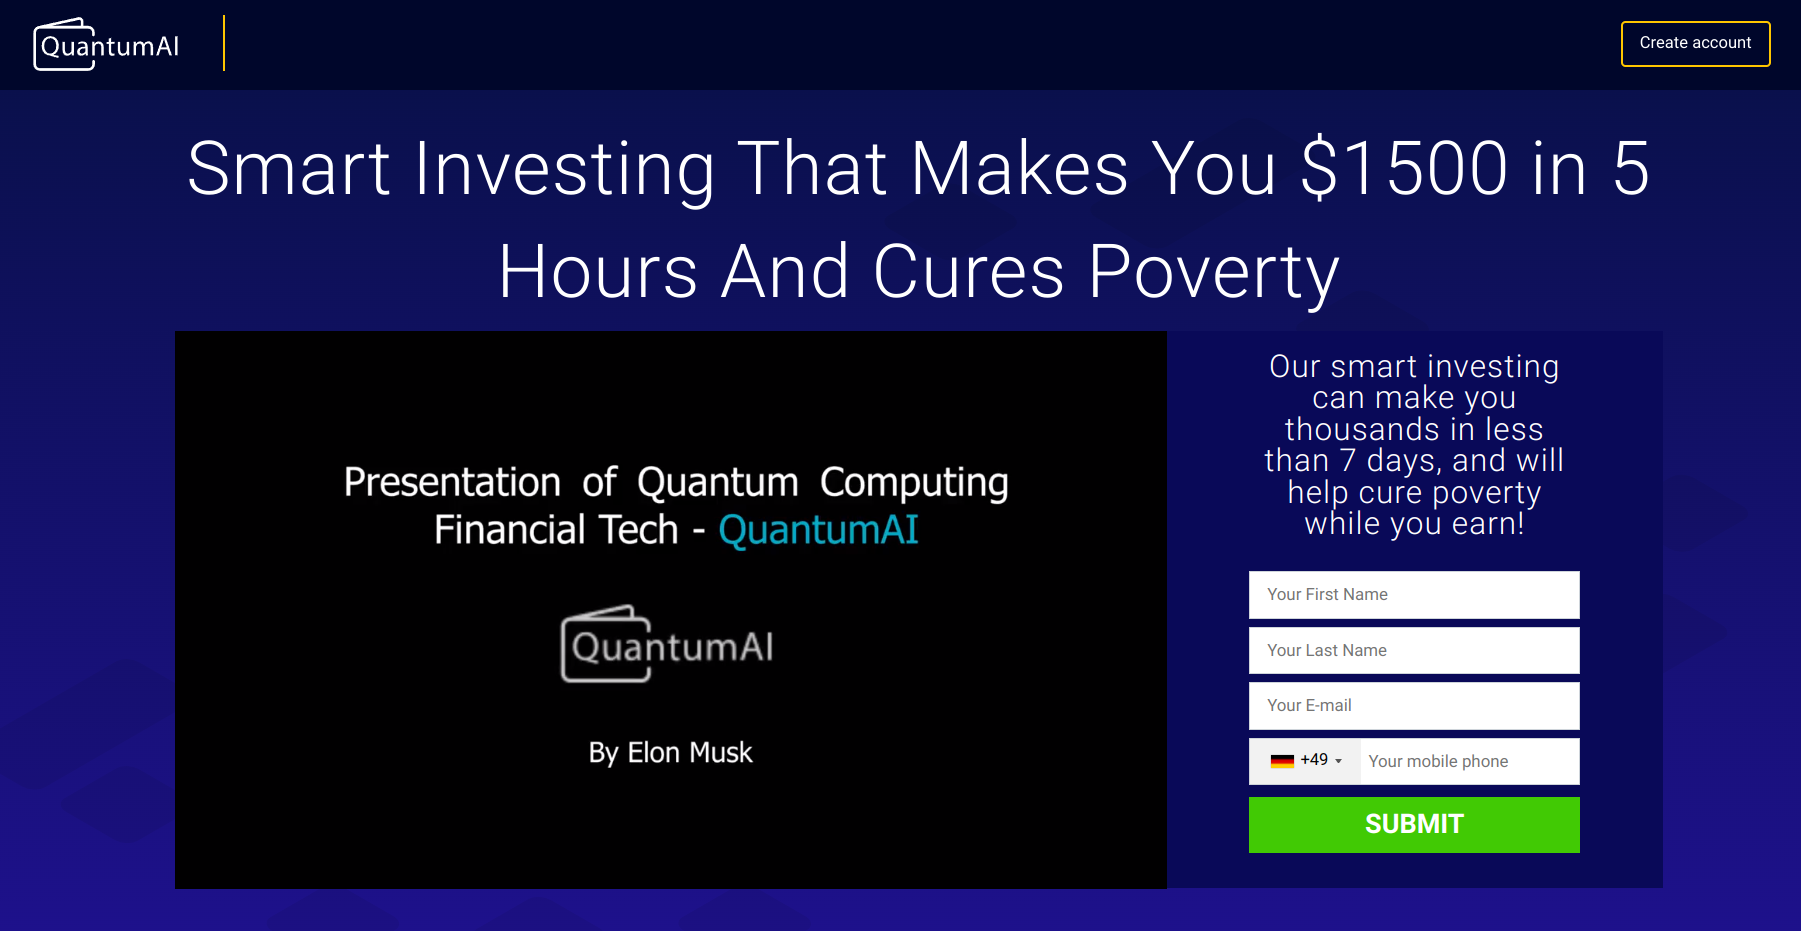 QuantumAI
Create account
Smart Investing That Makes You $1500 in 5
Hours And Cures Poverty
Presentation of Quantum Computing
Financial Tech - QuantumAI
QuantumAI
By Elon Musk
Our smart investing
can make you
thousands in less
than 7 days, and will
help cure poverty
while you earn!
Your First Name
Your Last Name
Your E-mail
+49 Your mobile phone
SUBMIT